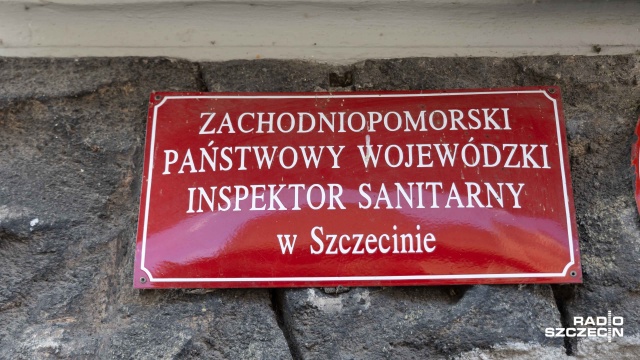 ZACHODNIOPOMORSKI
PAŃSTWOWY WOJEWÓDZKI
INSPEKTOR SANITARNY
w Szczecinie
RADIO
SZCZECIN